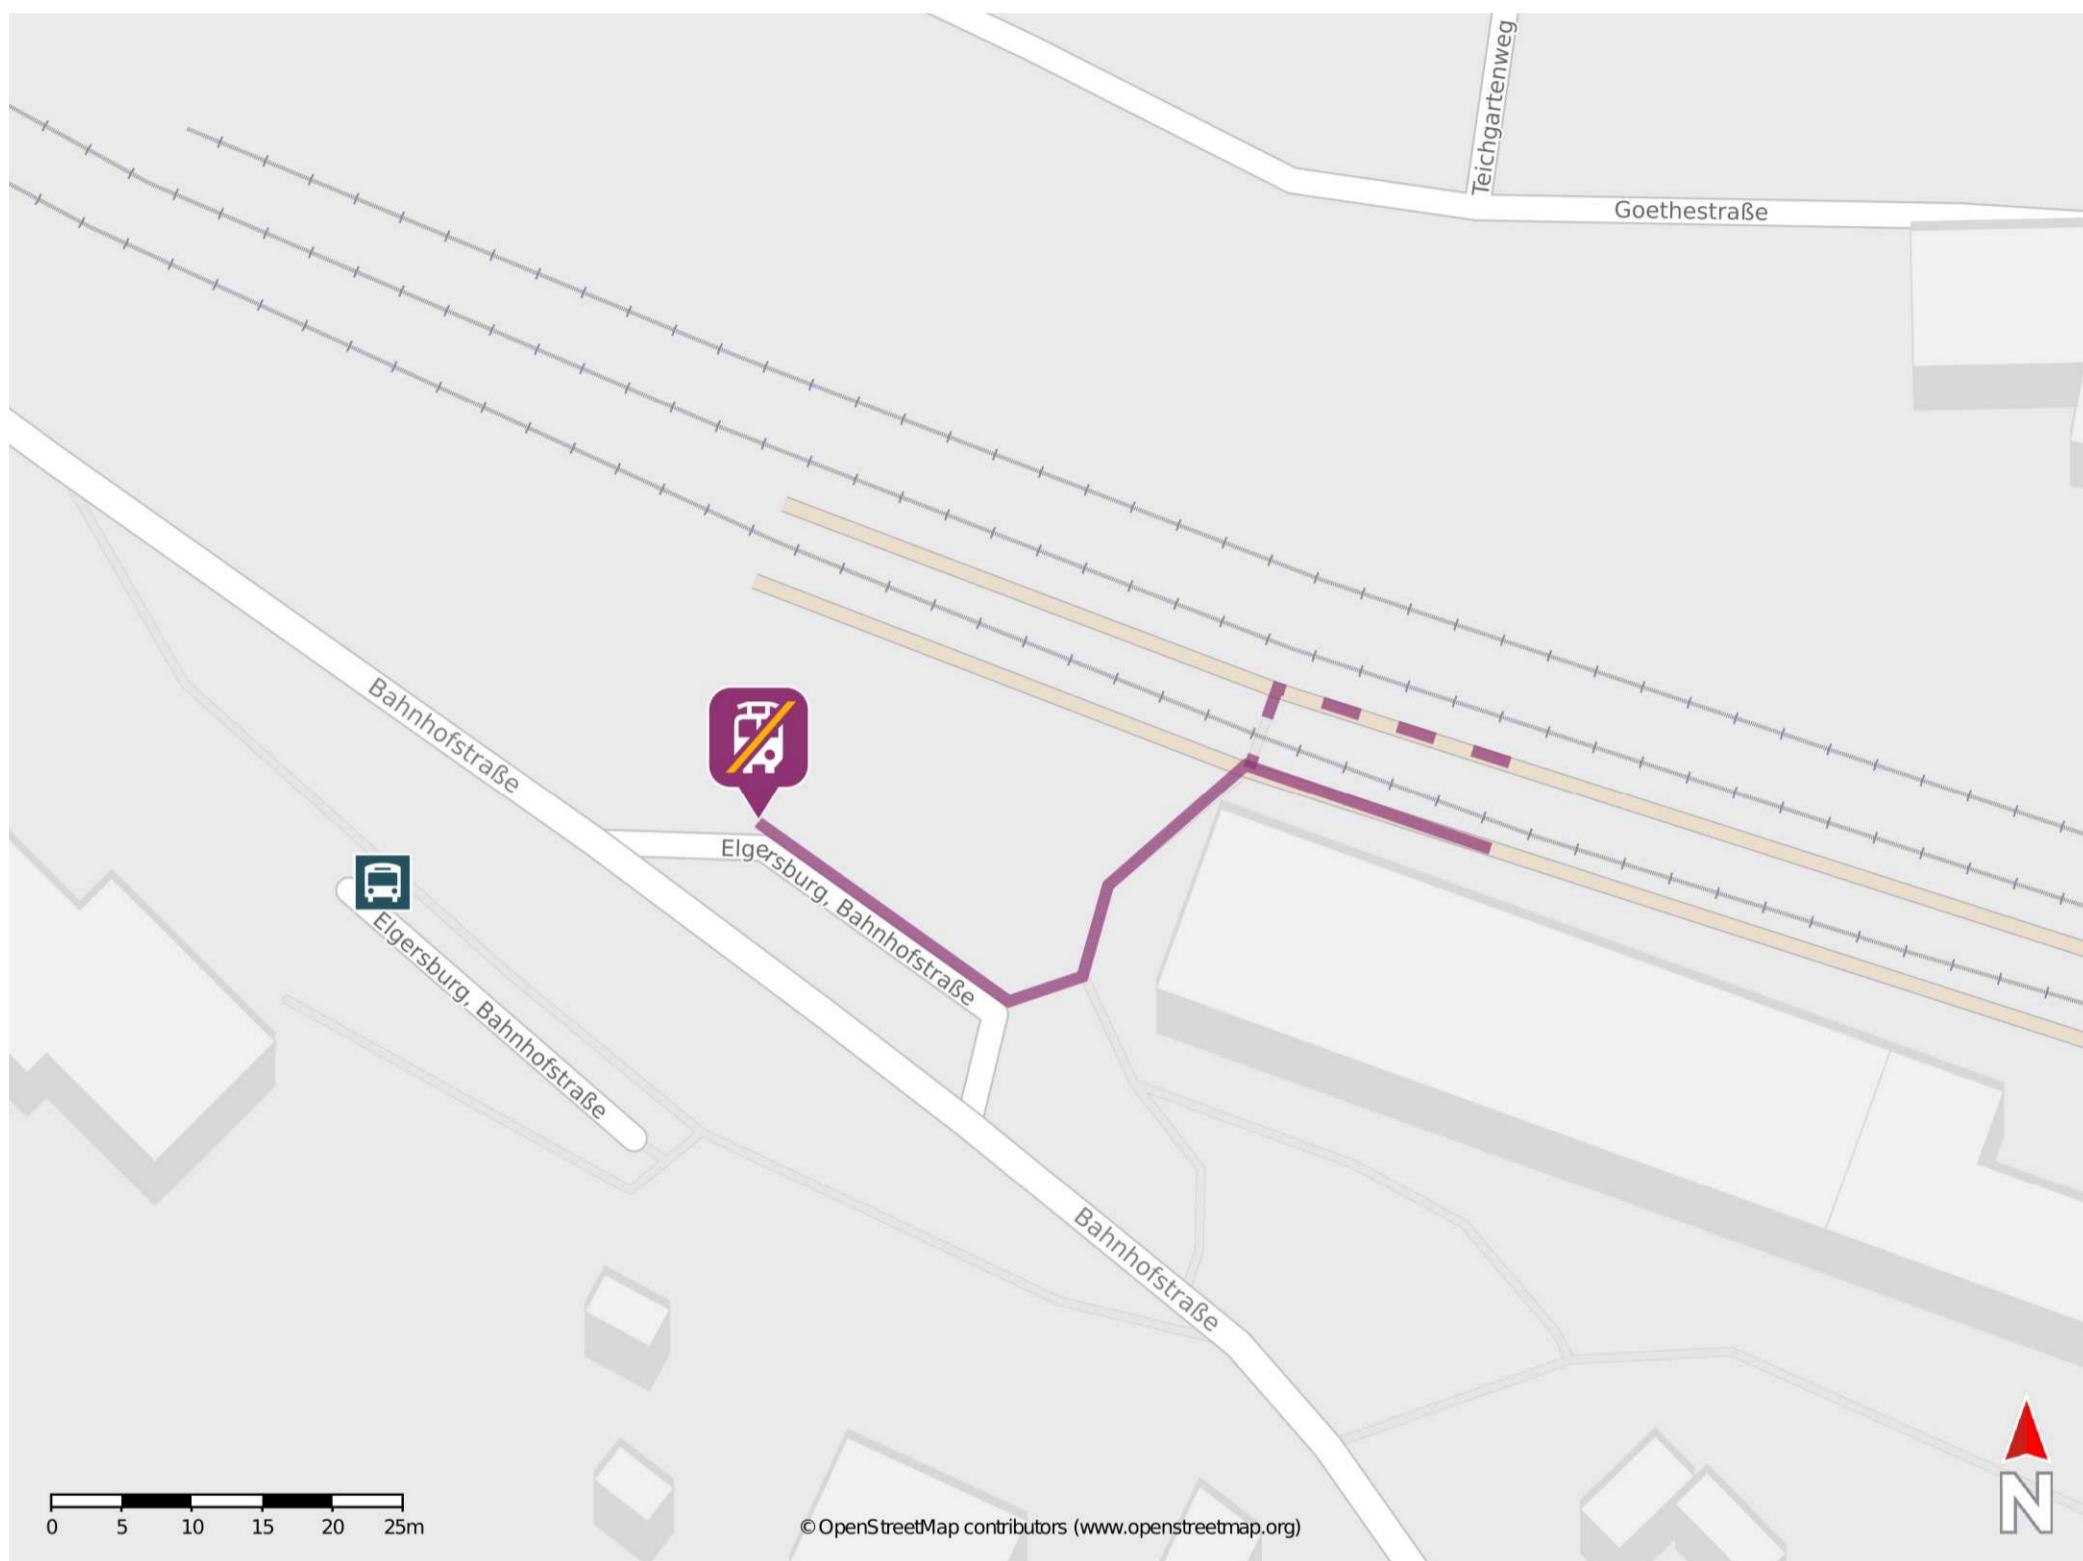 Teichgartenweg
Goethestraße
Bahnhofstraße
Elgersburg, Bahnhofstraße
Elgersburg, Bahnhofstraße
Bahnhofstraße
0 5 10 15 20 25m
© OpenStreetMap contributors (www.openstreetmap.org)
N